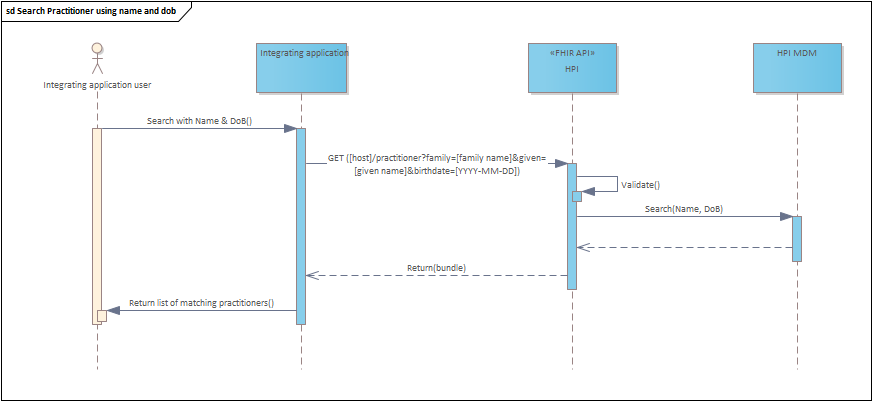 sd Search Practitioner using name and dob
Integrating application
«FHIR API»
HPI
HPI MDM
Integrating application user
Search with Name & DoB()
GET ([host]/practitioner?family=[family name]&given=
[given name]&birthdate=[YYYY-MM-DD])
Validate()
Search(Name, DoB)
Return(bundle)
Return list of matching practitioners()